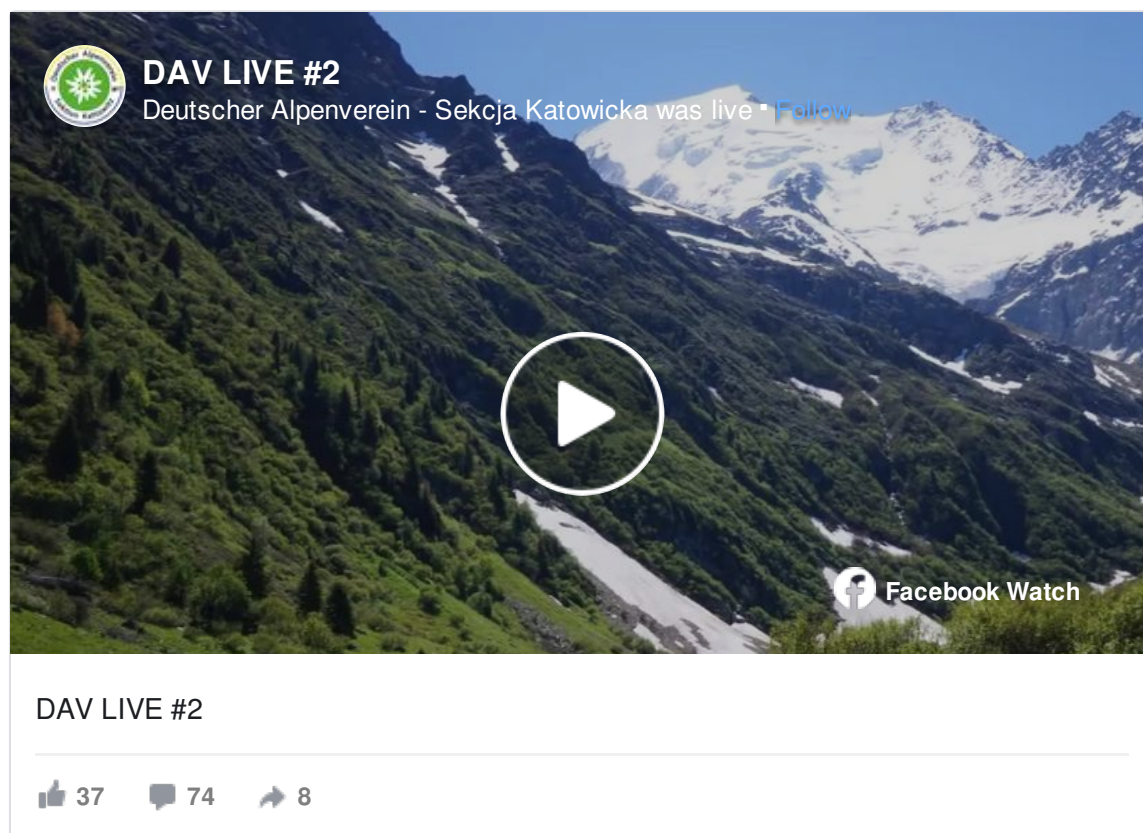 DAV LIVE #2
Deutscher Alpenverein - Sekcja Katowicka was live · Follow
Facebook Watch
DAV LIVE #2
37 74 8